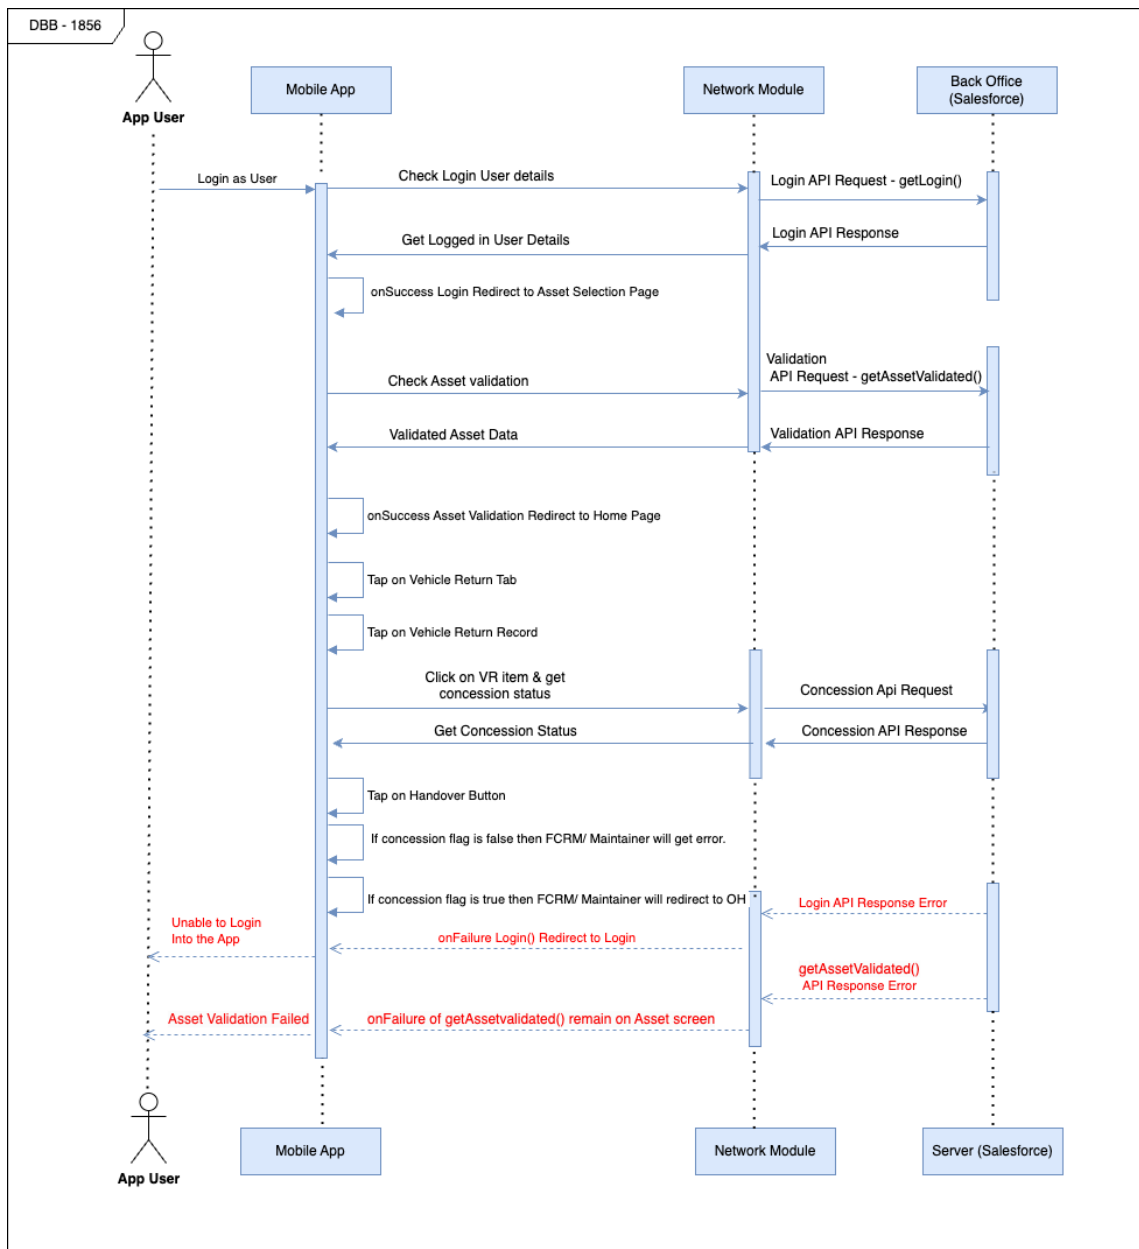 DBB - 1856
App User
Mobile App
Network Module
Back Office
(Salesforce)
Login as User
Check Login User details
Login API Request - getLogin()
Login API Response
Get Logged in User Details
onSuccess Login Redirect to Asset Selection Page
Validation
API Request - getAssetValidated()
Check Asset validation
Validated Asset Data
Validation API Response
onSuccess Asset Validation Redirect to Home Page
Tap on Vehicle Return Tab
Tap on Vehicle Return Record
Click on VR item & get
concession status
Concession Api Request
Get Concession Status
Concession API Response
Tap on Handover Button
If concession flag is false then FCRM/ Maintainer will get error.
If concession flag is true then FCRM/ Maintainer will redirect to OH
Login API Response Error
Unable to Login
Into the App
onFailure Login() Redirect to Login
getAssetValidated()
API Response Error
Asset Validation Failed
onFailure of getAssetvalidated() remain on Asset screen
App User
Mobile App
Network Module
Server (Salesforce)